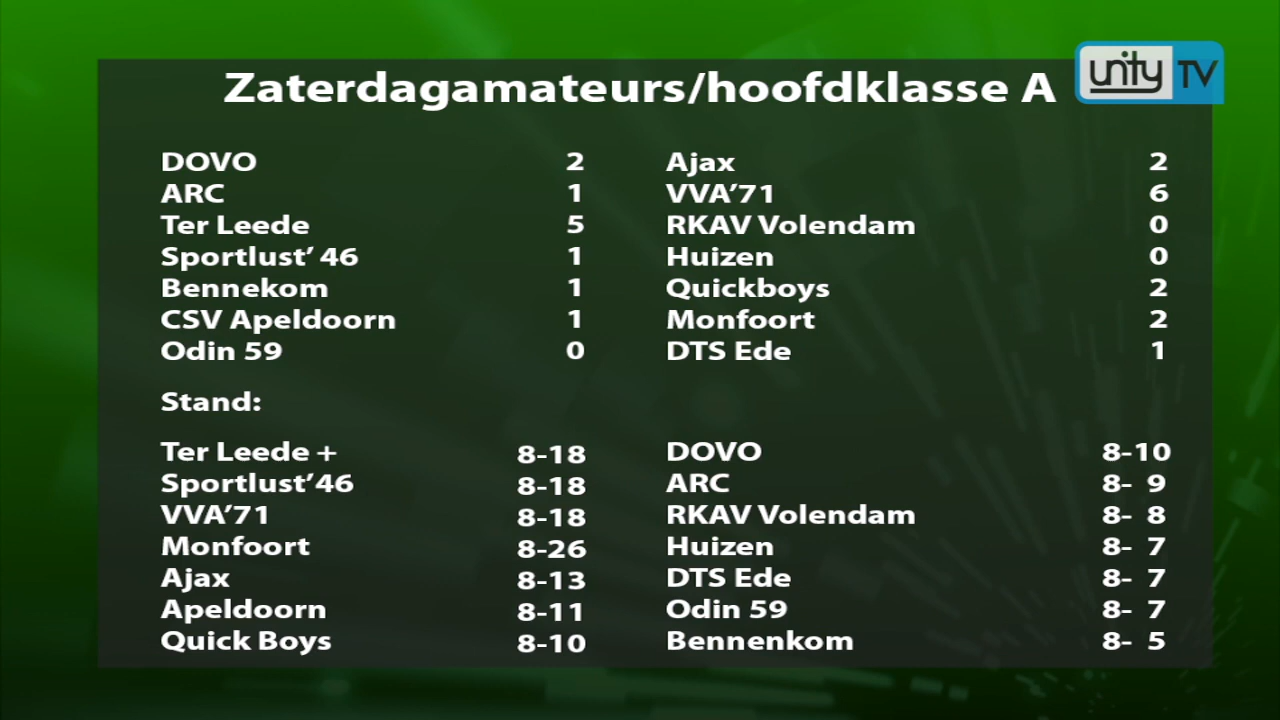 Zaterdagamateurs/hoofdklasse A
unity TV
DOVO 2 Ajax 2
ARC 1 VVA’71 6
Ter Leede 5 RKAV Volendam 0
Sportlust’ 46 1 Huizen 0
Bennekom 1 Quickboys 2
CSV Apeldoorn 1 Monfoort 2
Odin 59 0 DTS Ede 1
Stand:
Ter Leede + 8-18 DOVO 8-10
Sportlust’46 8-18 ARC 8- 9
VVA’71 8-18 RKAV Volendam 8- 8
Monfoort 8-26 Huizen 8- 7
Ajax 8-13 DTS Ede 8- 7
Apeldoorn 8-11 Odin 59 8- 7
Quick Boys 8-10 Bennenkom 8- 5